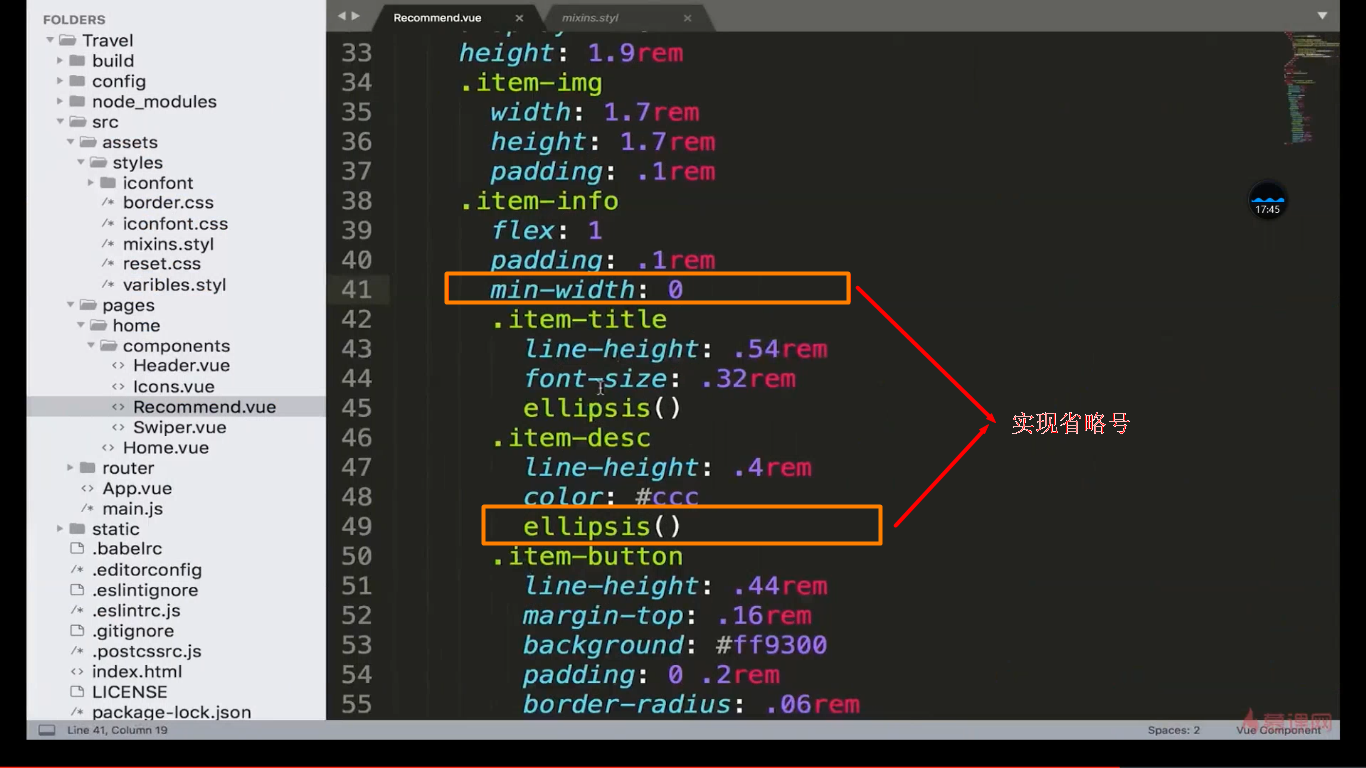 FOLDERS
Travel
build
config
node_modules
src
assets
styles
iconfont
/* border.css
/* iconfont.css
/* mixins.styl
/* reset.css
/* varibles.styl
pages
home
components
<> Header.vue
<> Icons.vue
<> Recommend.vue
<> Swiper.vue
<> Home.vue
router
<> App.vue
/* main.js
static
.babelrc
/* .editorconfig
.eslintignore
/* .eslintrc.js
.gitignore
/* .postcssrc.js
<> index.html
LICENSE
/* package-lock.json
Recommend.vue ×
mixins.styl ×
33 height: 1.9rem
34 .item-img
35 width: 1.7rem
36 height: 1.7rem
37 padding: .1rem
38 .item-info
39 flex: 1
40 padding: .1rem
41 min-width: 0
42 .item-title
43 line-height: .54rem
44 font-size: .32rem
45 ellipsis()
46 .item-desc
47 line-height: .4rem
48 color: #ccc
49 ellipsis()
50 .item-button
51 line-height: .44rem
52 margin-top: .16rem
53 background: #ff9300
54 padding: 0 .2rem
55 border-radius: .06rem
17:45
实现省略号
慕课网
Line 41, Column 19
Spaces: 2
Vue Component